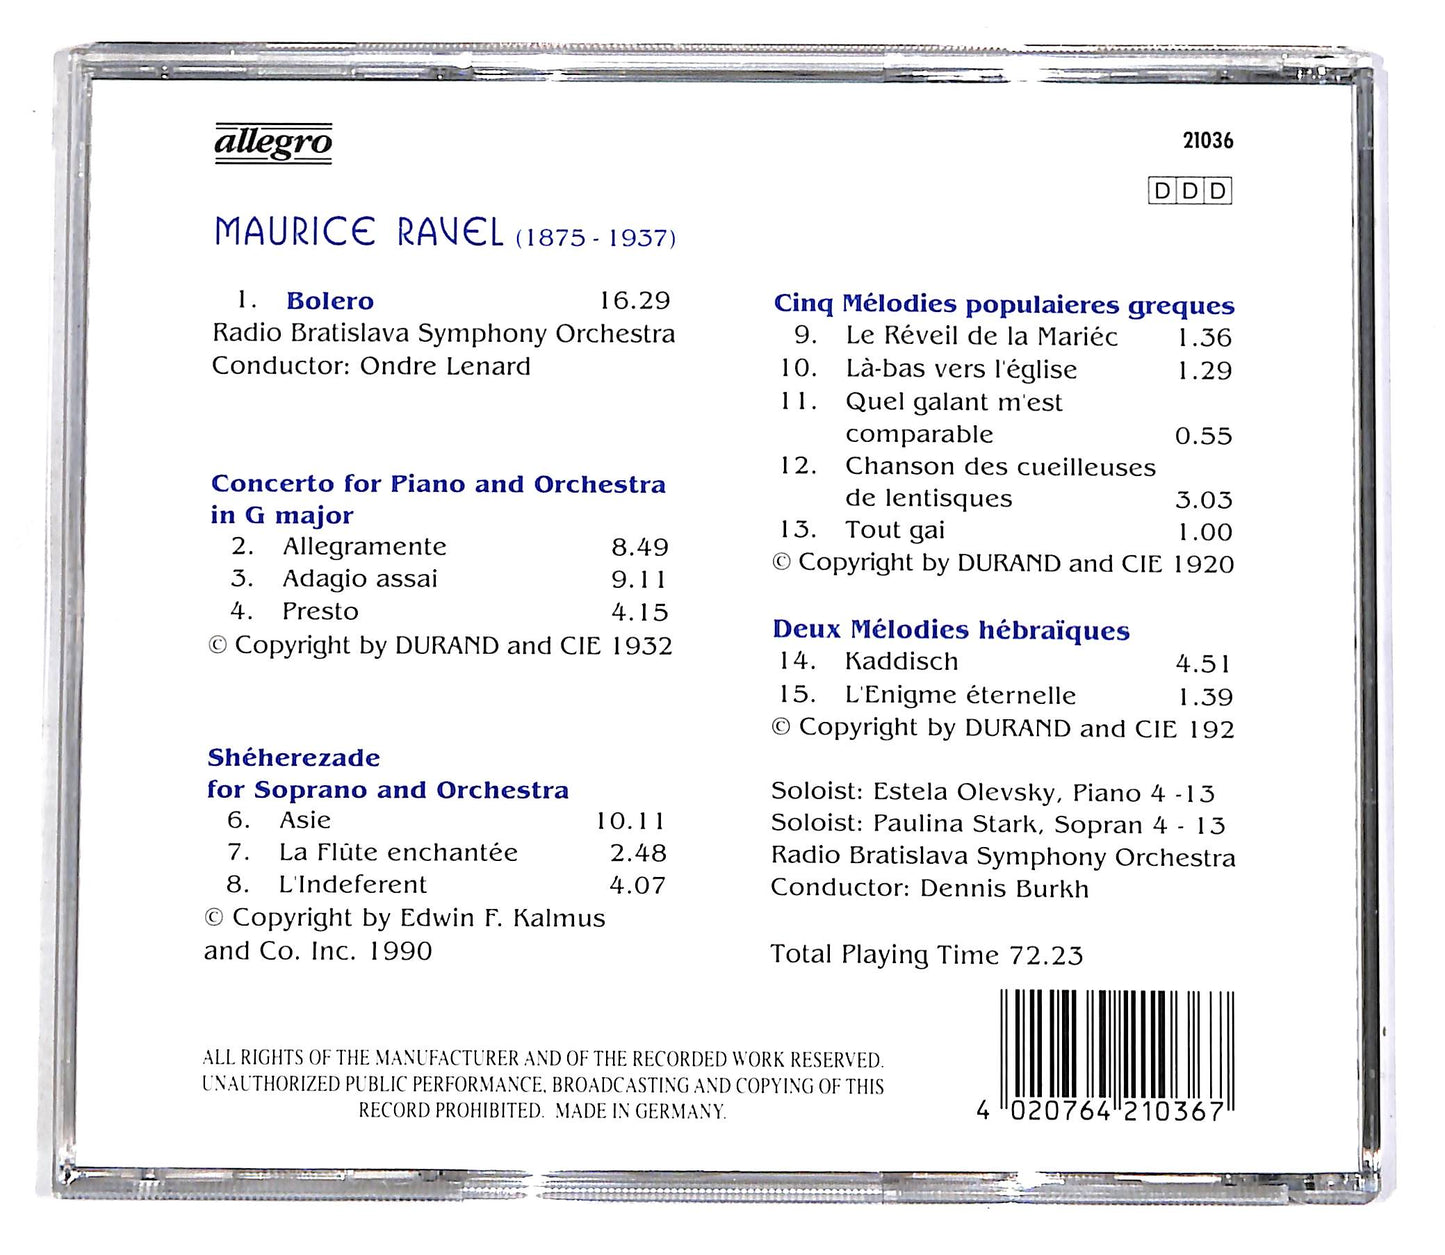 allegro
21036
DDD
MAURICE RAVEL (1875 - 1937)
1. Bolero 16.29
Radio Bratislava Symphony Orchestra
Conductor: Ondre Lenard
Concerto for Piano and Orchestra
in G major
2. Allegramente 8.49
3. Adagio assai 9.11
4. Presto 4.15
© Copyright by DURAND and CIE 1932
Shéherezade
for Soprano and Orchestra
6. Asie 10.11
7. La Flûte enchantée 2.48
8. L'Indeferent 4.07
© Copyright by Edwin F. Kalmus
and Co. Inc. 1990
Cinq Mélodies populaieres greques
9. Le Réveil de la Mariéc 1.36
10. Là-bas vers l'église 1.29
11. Quel galant m'est
comparable 0.55
12. Chanson des cueilleuses
de lentisques 3.03
13. Tout gai 1.00
© Copyright by DURAND and CIE 1920
Deux Mélodies hébraïques
14. Kaddisch 4.51
15. L'Enigme éternelle 1.39
© Copyright by DURAND and CIE 192
Soloist: Estela Olevsky, Piano 4 -13
Soloist: Paulina Stark, Sopran 4 - 13
Radio Bratislava Symphony Orchestra
Conductor: Dennis Burkh
Total Playing Time 72.23
ALL RIGHTS OF THE MANUFACTURER AND OF THE RECORDED WORK RESERVED.
UNAUTHORIZED PUBLIC PERFORMANCE, BROADCASTING AND COPYING OF THIS
RECORD PROHIBITED. MADE IN GERMANY.
4 020764 210367